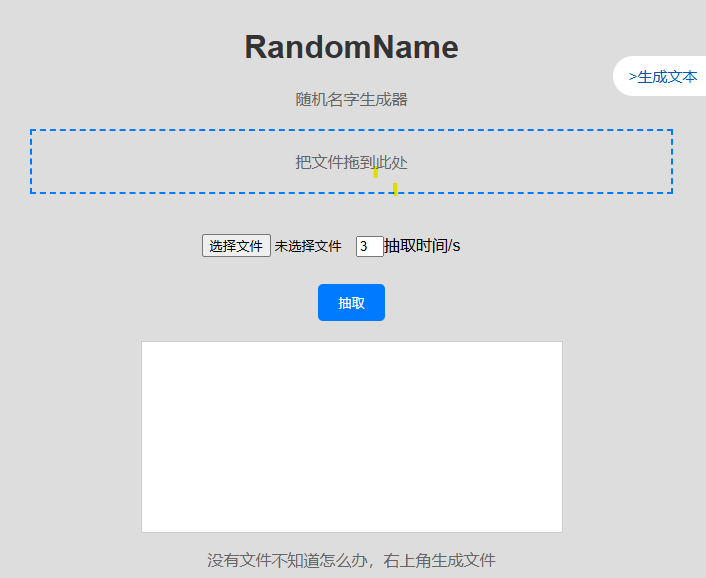 RandomName
>生成文本
随机名字生成器
把文件拖到此处
选择文件 未选择文件 3 抽取时间/s
抽取
没有文件不知道怎么办，右上角生成文件